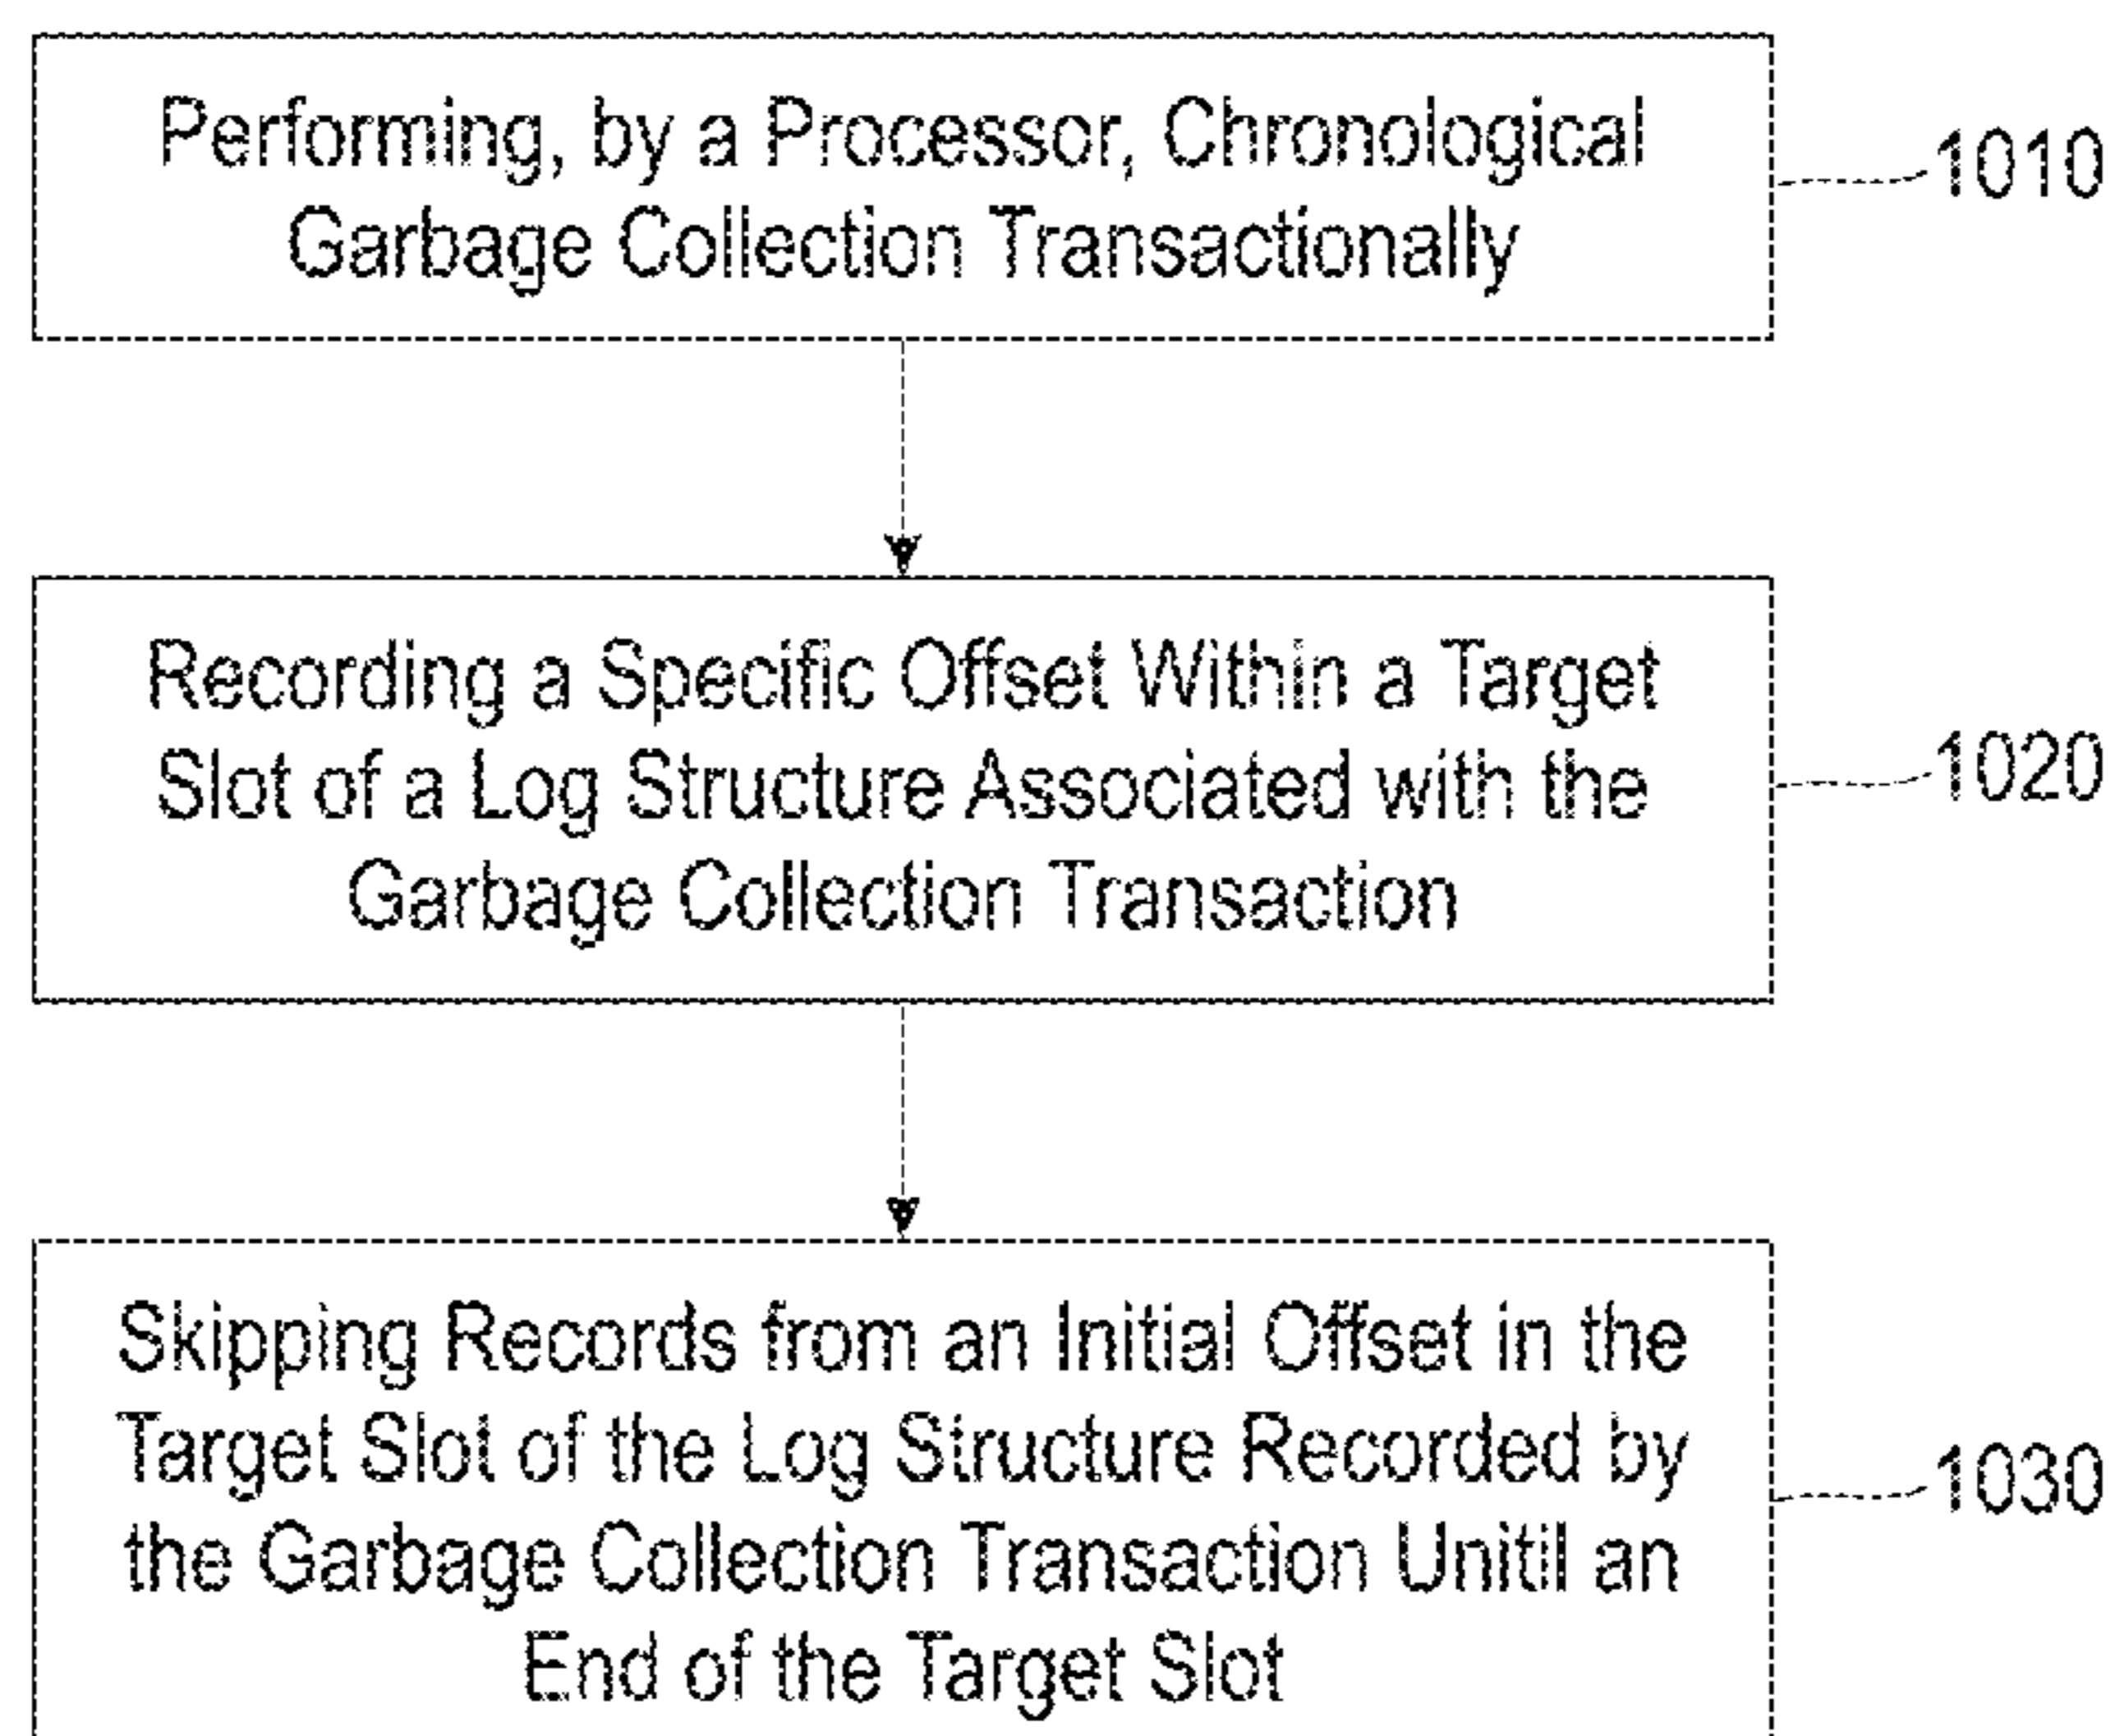 Performing, by a Processor, Chronological
Garbage Collection Transactionally
1010
Recording a Specific Offset Within a Target
Slot of a Log Structure Associated with the
Garbage Collection Transaction
1020
Skipping Records from an Initial Offset in the
Target Slot of the Log Structure Recorded by
the Garbage Collection Transaction Unitil an
End of the Target Slot
1030